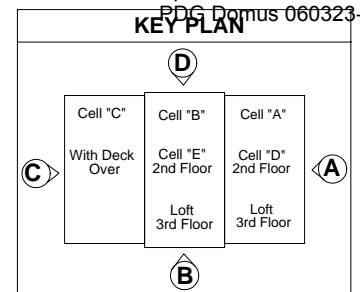 PDG Domus 060323-
KEY PLAN
D
Cell "C"
With Deck
Over
Cell "B"
Cell "E"
2nd Floor
Loft
3rd Floor
Cell "A"
Cell "D"
2nd Floor
Loft
3rd Floor
C
A
B